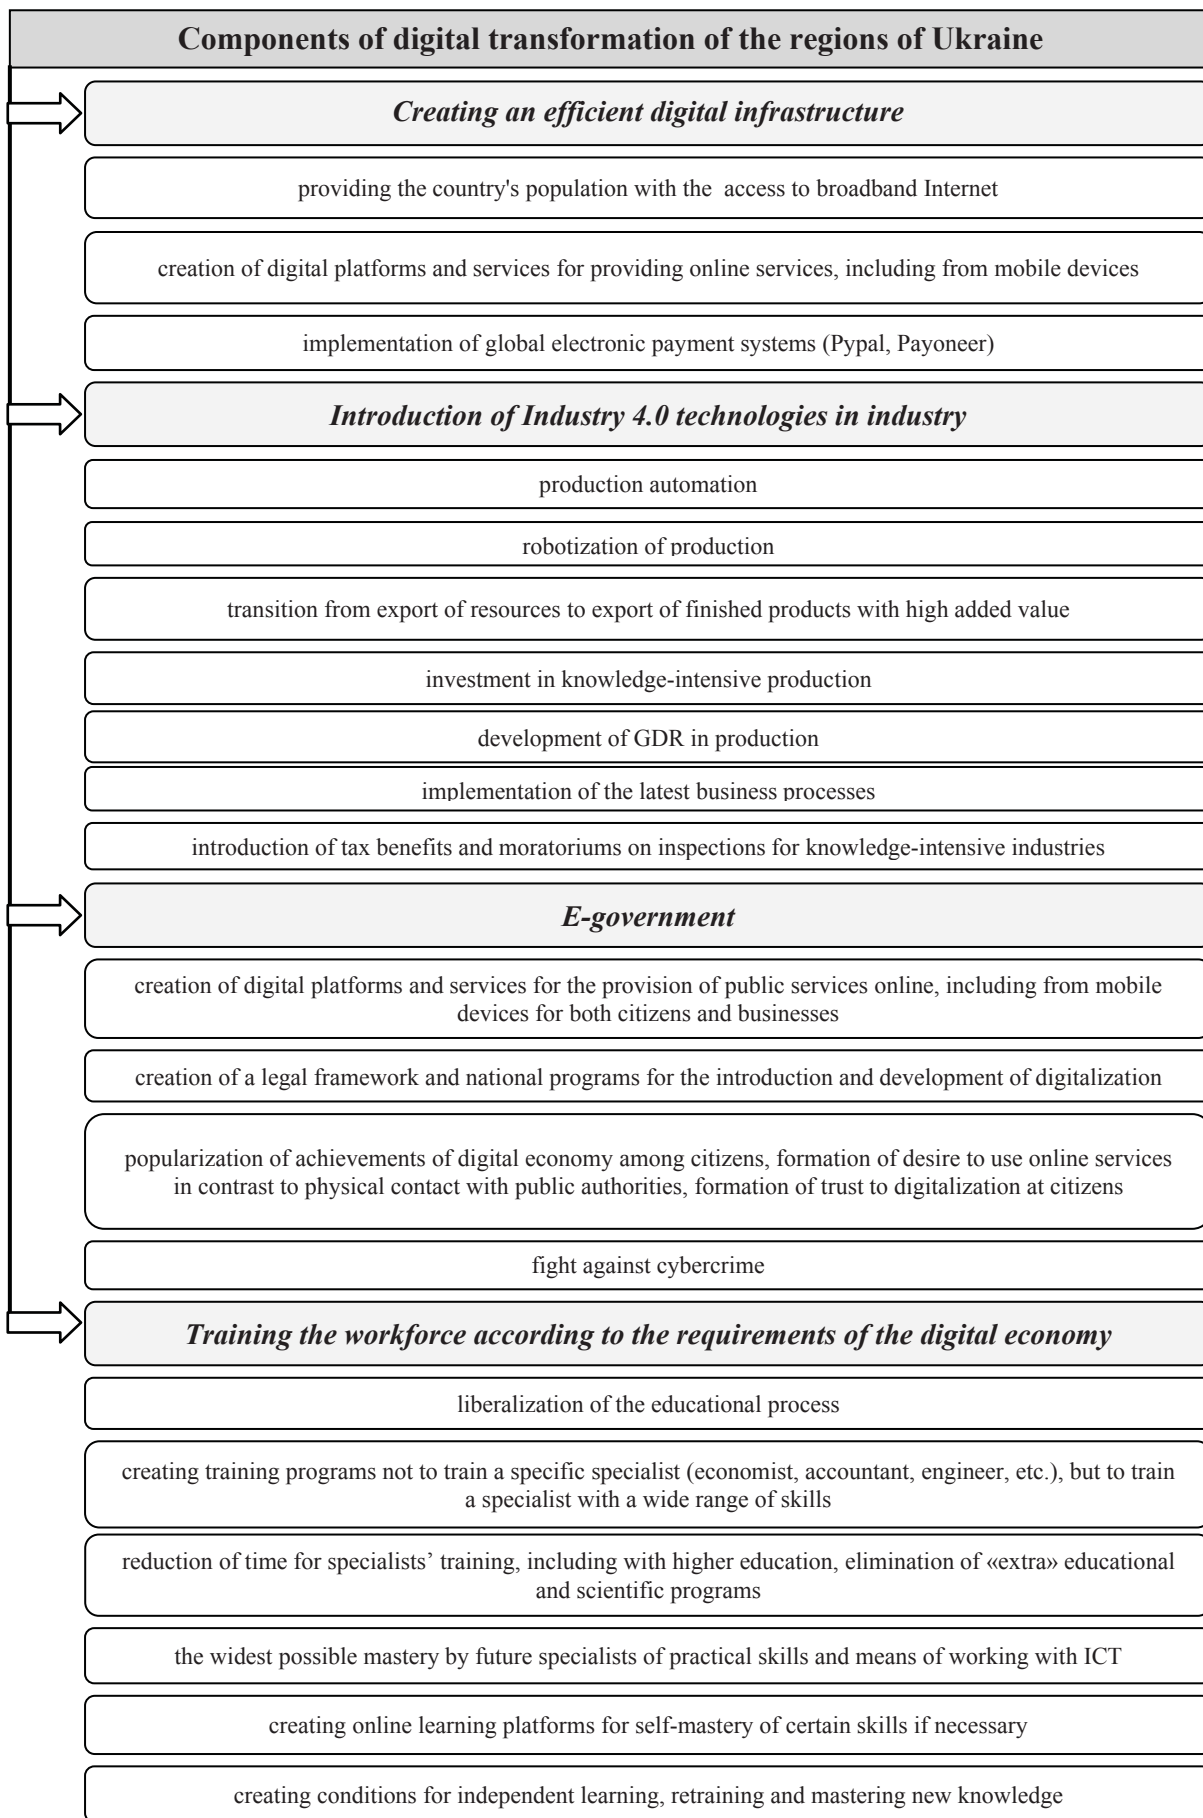 Components of digital transformation of the regions of Ukraine
Creating an efficient digital infrastructure
providing the country's population with the access to broadband Internet
creation of digital platforms and services for providing online services, including from mobile devices
implementation of global electronic payment systems (Pypal, Payoneer)
Introduction of Industry 4.0 technologies in industry
production automation
robotization of production
transition from export of resources to export of finished products with high added value
investment in knowledge-intensive production
development of GDR in production
implementation of the latest business processes
introduction of tax benefits and moratoriums on inspections for knowledge-intensive industries
E-government
creation of digital platforms and services for the provision of public services online, including from mobile
devices for both citizens and businesses
creation of a legal framework and national programs for the introduction and development of digitalization
popularization of achievements of digital economy among citizens, formation of desire to use online services
in contrast to physical contact with public authorities, formation of trust to digitalization at citizens
fight against cybercrime
Training the workforce according to the requirements of the digital economy
liberalization of the educational process
creating training programs not to train a specific specialist (economist, accountant, engineer, etc.), but to train
a specialist with a wide range of skills
reduction of time for specialists’ training, including with higher education, elimination of «extra» educational
and scientific programs
the widest possible mastery by future specialists of practical skills and means of working with ICT
creating online learning platforms for self-mastery of certain skills if necessary
creating conditions for independent learning, retraining and mastering new knowledge